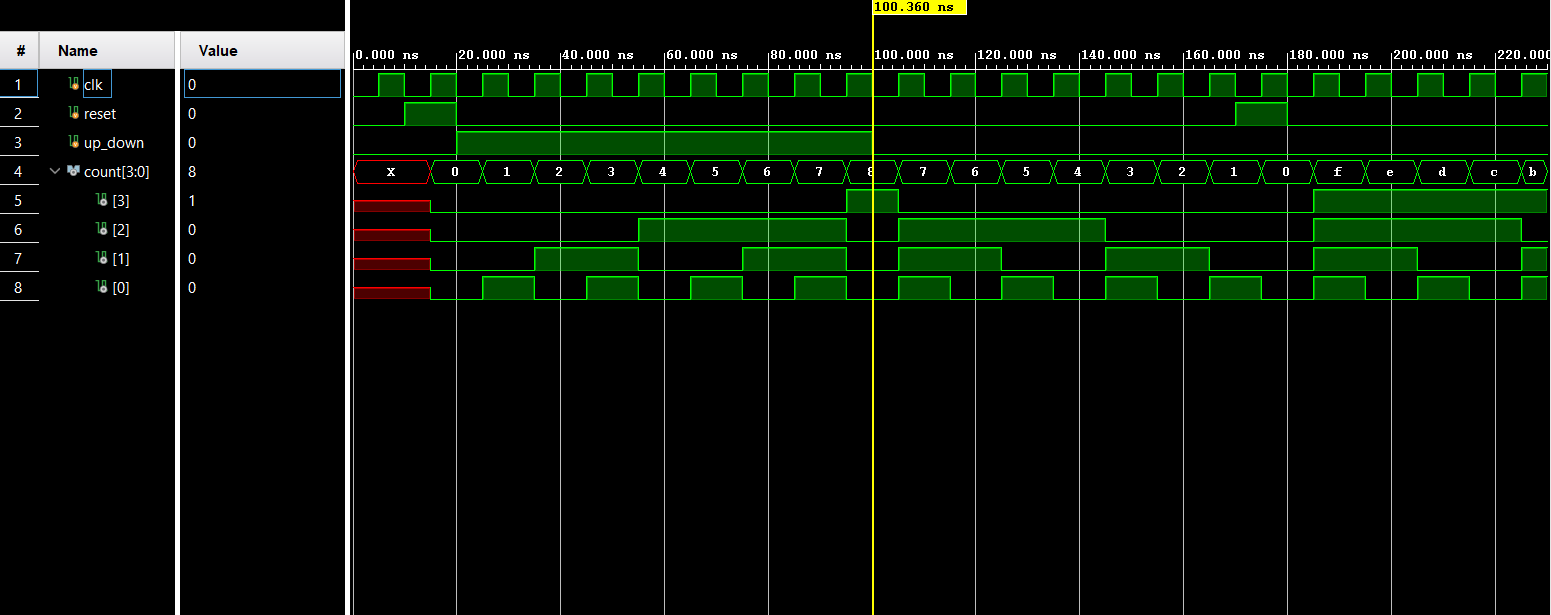 100.360 ns
# Name Value
0.000 ns 20.000 ns 40.000 ns 60.000 ns 80.000 ns 100.000 ns 120.000 ns 140.000 ns 160.000 ns 180.000 ns 200.000 ns 220.000
1 clk 0
2 reset 0
3 up_down 0
4 count[3:0] 8 X 0 1 2 3 4 5 6 7 8 7 6 5 4 3 2 1 0 f e d c b
5 [3] 1
6 [2] 0
7 [1] 0
8 [0] 0